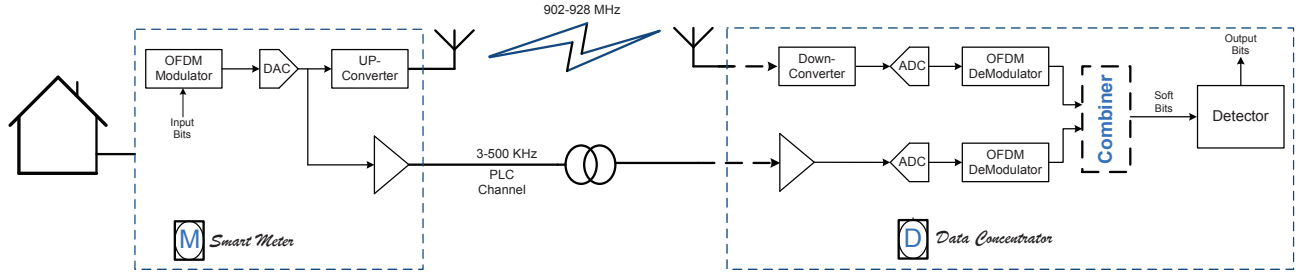 902-928 MHz
OFDM
Modulator
DAC
UP-
Converter
Input
Bits
3-500 KHz
PLC
Channel
M Smart Meter
Down-
Converter
ADC
OFDM
DeModulator
ADC
OFDM
DeModulator
Combiner
Soft
Bits
Output
Bits
Detector
D Data Concentrator